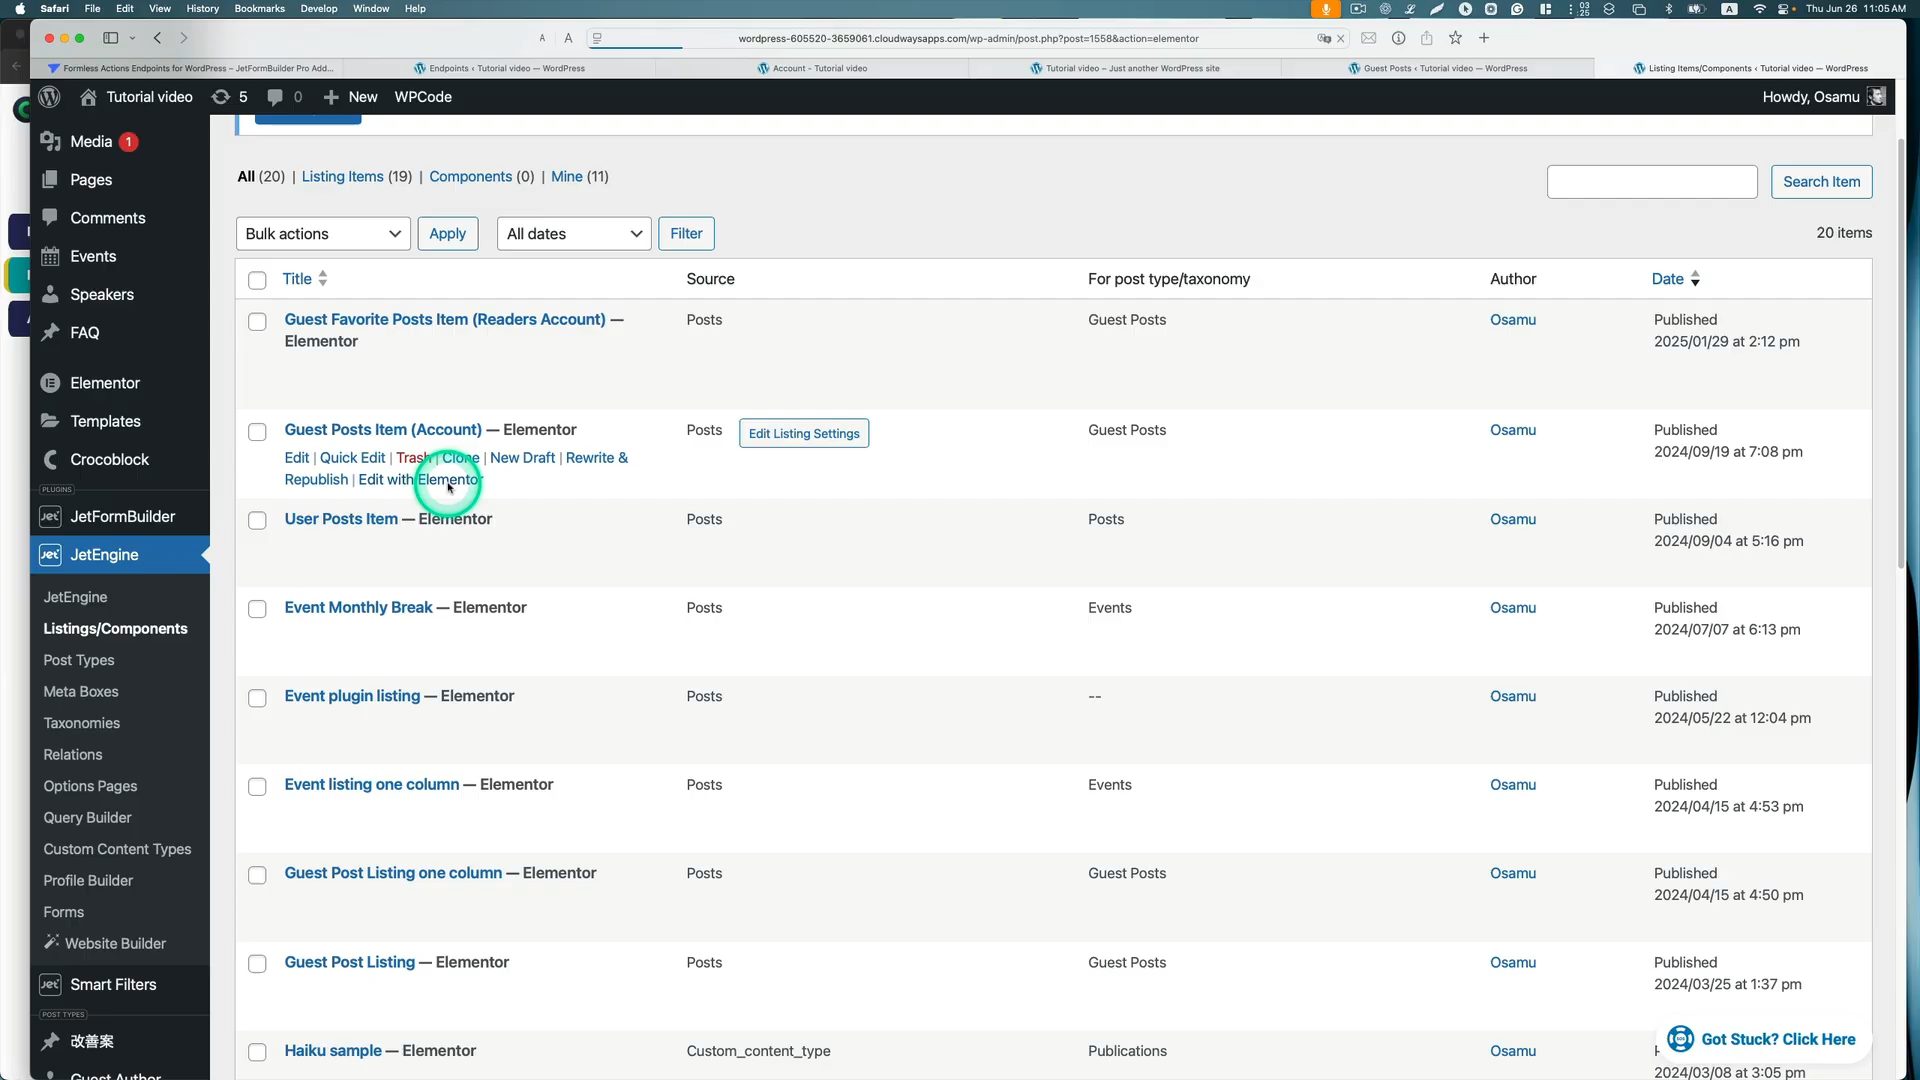 Safari File Edit View History Bookmarks Develop Window Help
03 25
A
Thu Jun 26 11:05 AM
A A
wordpress-605520-3659061.cloudwaysapps.com/wp-admin/post.php?post=1558&action=elementor
Formless Actions Endpoints for WordPress – JetFormBuilder Pro Add...
Endpoints ‹ Tutorial video — WordPress
Account - Tutorial video
Tutorial video – Just another WordPress site
Guest Posts ‹ Tutorial video — WordPress
Listing Items/Components ‹ Tutorial video — WordPress
Tutorial video 5 0 New WPCode
Howdy, Osamu
Media 1
Pages
Comments
Events
Speakers
FAQ
Elementor
Templates
Crocoblock
PLUGINS
Jet JetFormBuilder
Jet JetEngine
JetEngine
Listings/Components
Post Types
Meta Boxes
Taxonomies
Relations
Options Pages
Query Builder
Custom Content Types
Profile Builder
Forms
Website Builder
Jet Smart Filters
POST TYPES
改善案
Guest Author
All (20) | Listing Items (19) | Components (0) | Mine (11)
Search Item
Bulk actions Apply All dates Filter
20 items
Title Source For post type/taxonomy Author Date
Guest Favorite Posts Item (Readers Account) —
Elementor
Posts
Guest Posts
Osamu
Published
2025/01/29 at 2:12 pm
Guest Posts Item (Account) — Elementor
Edit | Quick Edit | Trash | Clone | New Draft | Rewrite &
Republish | Edit with Elementor
Posts
Edit Listing Settings
Guest Posts
Osamu
Published
2024/09/19 at 7:08 pm
User Posts Item — Elementor
Posts
Posts
Osamu
Published
2024/09/04 at 5:16 pm
Event Monthly Break — Elementor
Posts
Events
Osamu
Published
2024/07/07 at 6:13 pm
Event plugin listing — Elementor
Posts
--
Osamu
Published
2024/05/22 at 12:04 pm
Event listing one column — Elementor
Posts
Events
Osamu
Published
2024/04/15 at 4:53 pm
Guest Post Listing one column — Elementor
Posts
Guest Posts
Osamu
Published
2024/04/15 at 4:50 pm
Guest Post Listing — Elementor
Posts
Guest Posts
Osamu
Published
2024/03/25 at 1:37 pm
Haiku sample — Elementor
Custom_content_type
Publications
Osamu
2024/03/08 at 3:05 pm
Got Stuck? Click Here